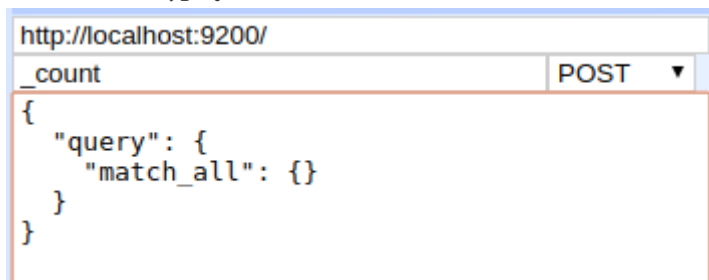 http://localhost:9200/
_count POST
{
  "query": {
    "match_all": {}
  }
}